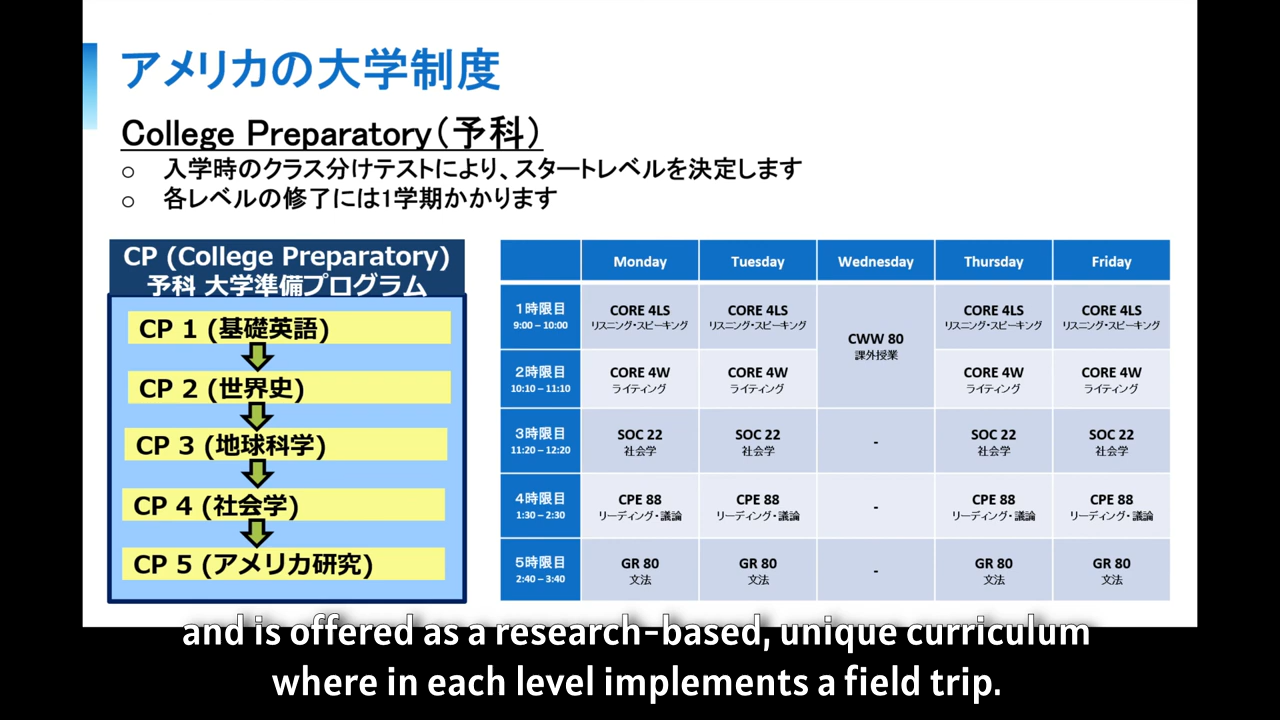 アメリカの大学制度
College Preparatory(予科)
○ 入学時のクラス分けテストにより、スタートレベルを決定します
○ 各レベルの修了には1学期かかります
CP (College Preparatory)
予科 大学準備プログラム
CP 1 (基礎英語)
CP 2 (世界史)
CP 3 (地球科学)
CP 4 (社会学)
CP 5 (アメリカ研究)
Monday Tuesday Wednesday Thursday Friday
1時限目 CORE 4LS CORE 4LS CORE 4LS CORE 4LS
9:00 – 10:00 リスニング・スピーキング リスニング・スピーキング リスニング・スピーキング リスニング・スピーキング
CWW 80
課外授業
2時限目 CORE 4W CORE 4W CORE 4W CORE 4W
10:10 – 11:10 ライティング ライティング ライティング ライティング
3時限目 SOC 22 SOC 22 - SOC 22 SOC 22
11:20 – 12:20 社会学 社会学 社会学 社会学
4時限目 CPE 88 CPE 88 - CPE 88 CPE 88
1:30 – 2:30 リーディング・議論 リーディング・議論 リーディング・議論 リーディング・議論
5時限目 GR 80 GR 80 - GR 80 GR 80
2:40 – 3:40 文法 文法 文法 文法
and is offered as a research-based, unique curriculum
where in each level implements a field trip.